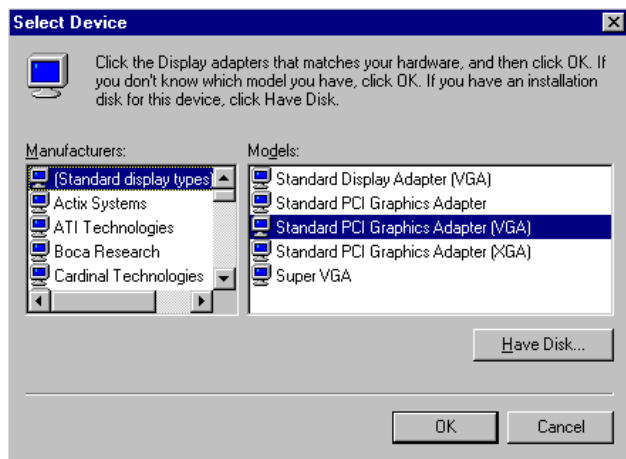 Select Device
Click the Display adapters that matches your hardware, and then click OK. If
you don't know which model you have, click OK. If you have an installation
disk for this device, click Have Disk.
Manufacturers:
(Standard display types)
Actix Systems
ATI Technologies
Boca Research
Cardinal Technologies
Models:
Standard Display Adapter (VGA)
Standard PCI Graphics Adapter
Standard PCI Graphics Adapter (VGA)
Standard PCI Graphics Adapter (XGA)
Super VGA
Have Disk...
OK
Cancel